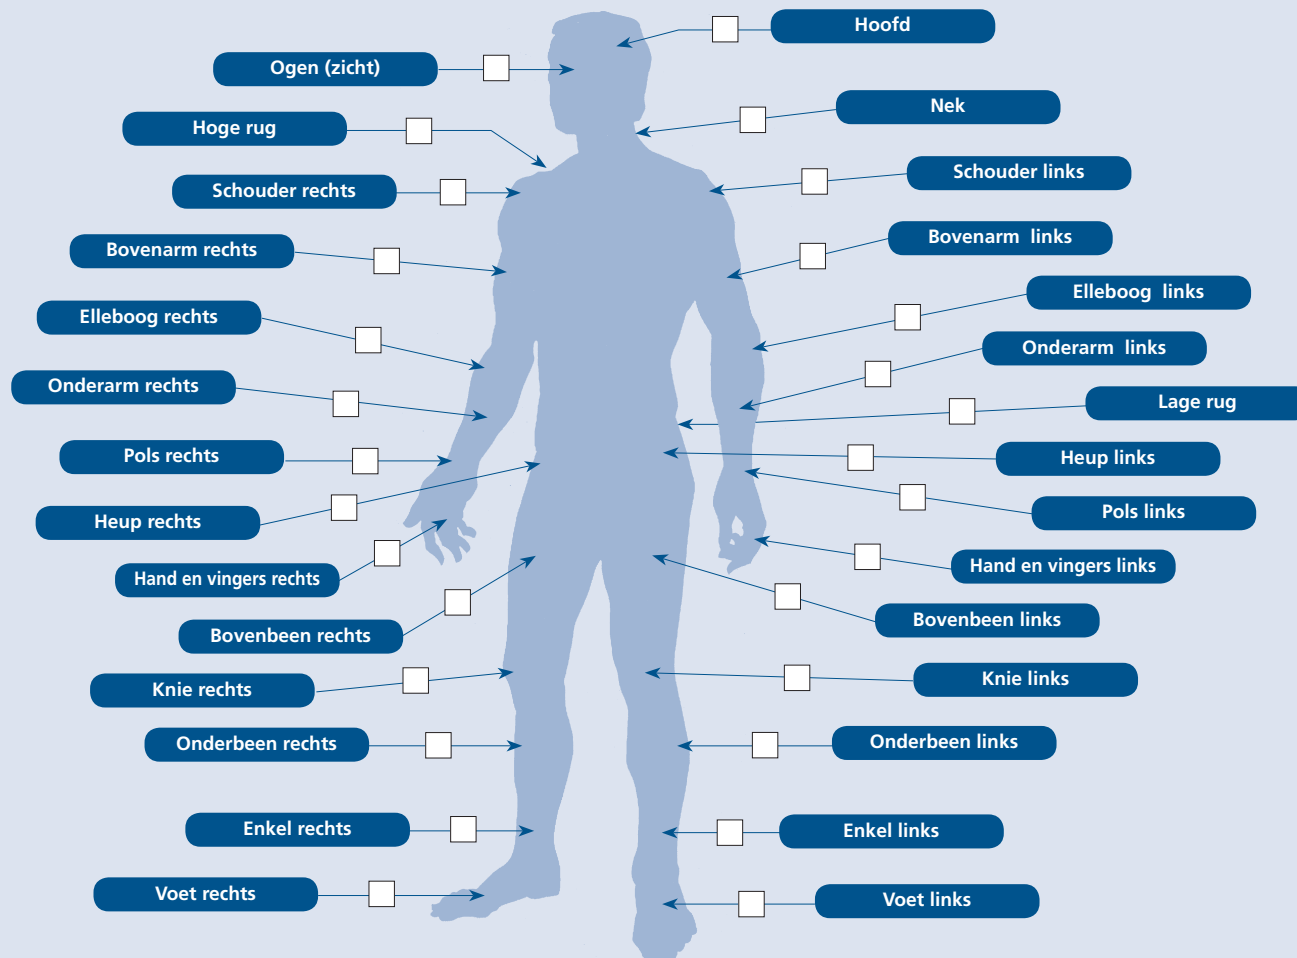 Hoofd
Ogen (zicht)
Nek
Hoge rug
Schouder links
Schouder rechts
Bovenarm links
Bovenarm rechts
Elleboog links
Elleboog rechts
Onderarm links
Onderarm rechts
Lage rug
Pols rechts
Heup links
Pols links
Heup rechts
Hand en vingers links
Hand en vingers rechts
Bovenbeen links
Bovenbeen rechts
Knie links
Knie rechts
Onderbeen links
Onderbeen rechts
Enkel rechts
Enkel links
Voet rechts
Voet links